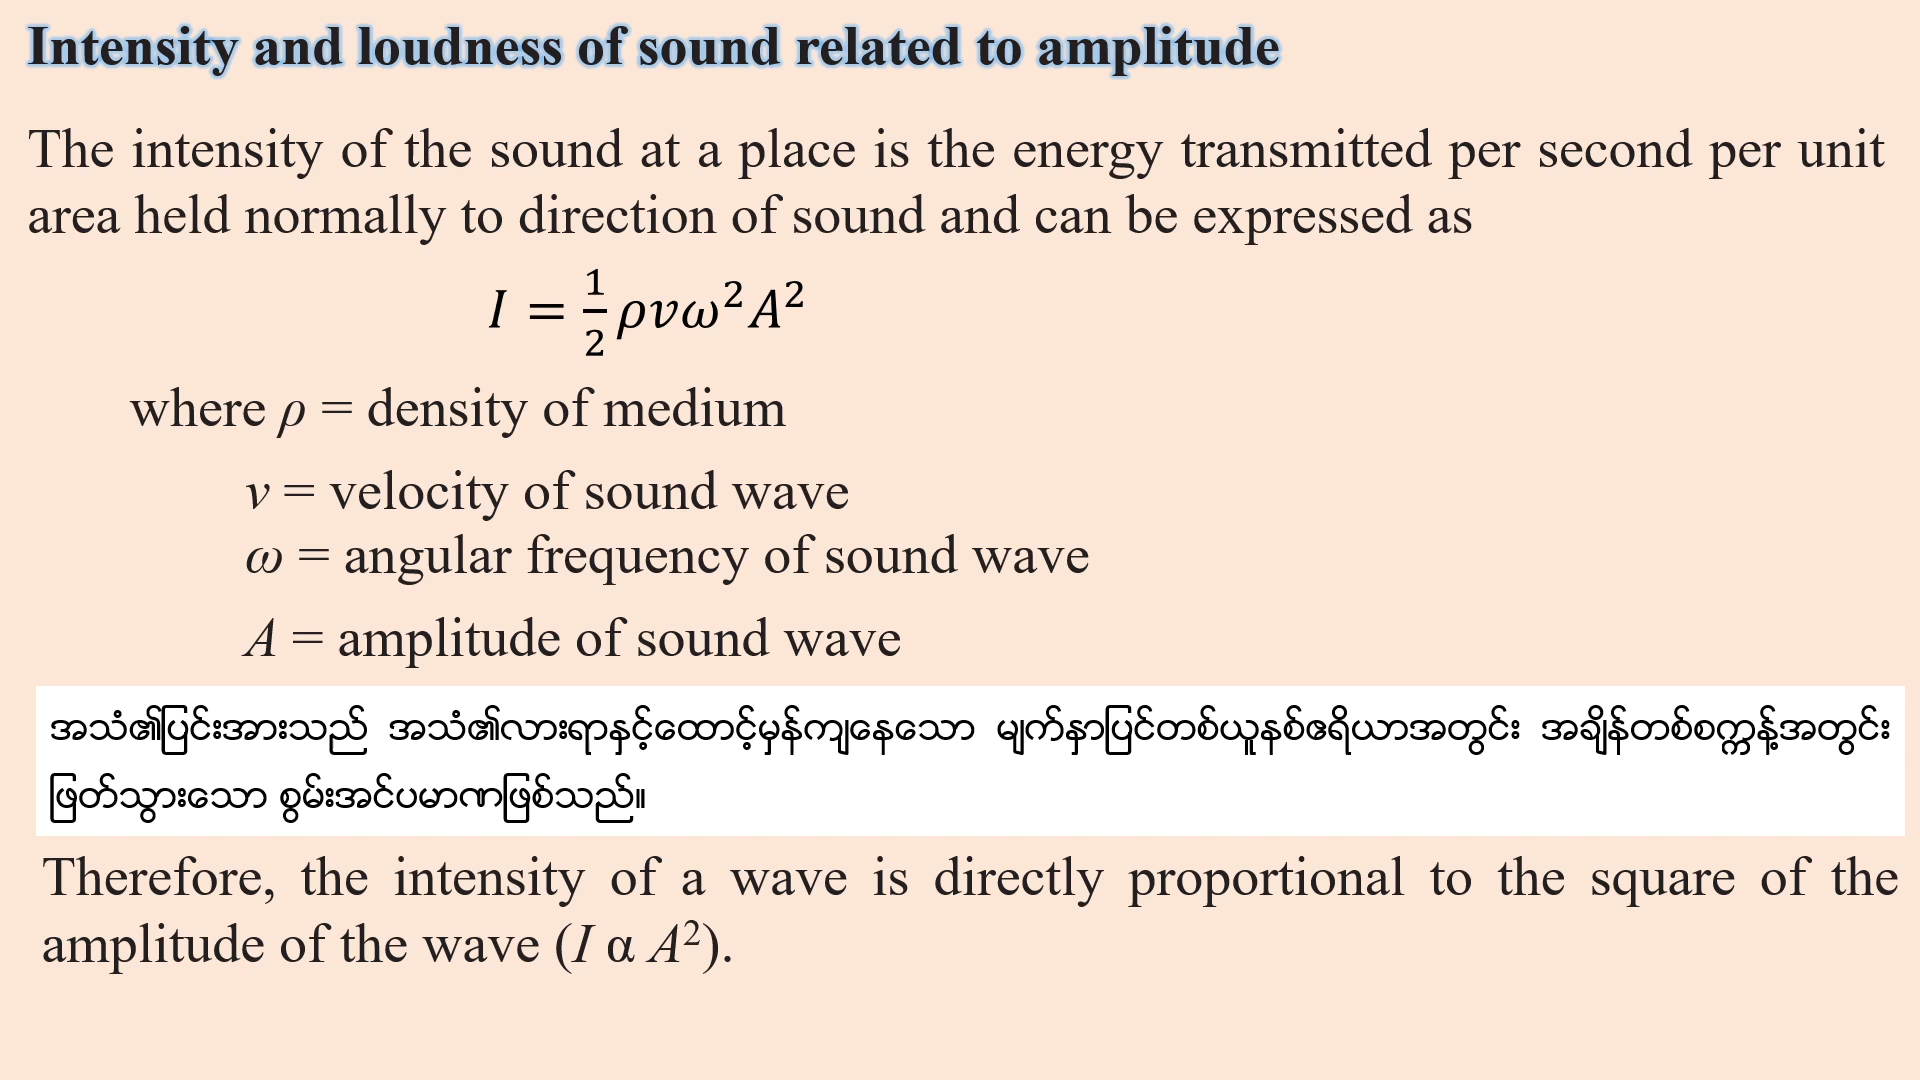 Intensity and loudness of sound related to amplitude
The intensity of the sound at a place is the energy transmitted per second per unit
area held normally to direction of sound and can be expressed as
I = 1/2 ρvω²A²
where ρ = density of medium
v = velocity of sound wave
ω = angular frequency of sound wave
A = amplitude of sound wave
အသံ၏ပြင်းအားသည် အသံ၏လားရာနှင့်ထောင့်မှန်ကျနေသော မျက်နှာပြင်တစ်ယူနစ်ဧရိယာအတွင်း အချိန်တစ်စက္ကန့်အတွင်း
ဖြတ်သွားသော စွမ်းအင်ပမာဏဖြစ်သည်။
Therefore, the intensity of a wave is directly proportional to the square of the
amplitude of the wave (I α A²).